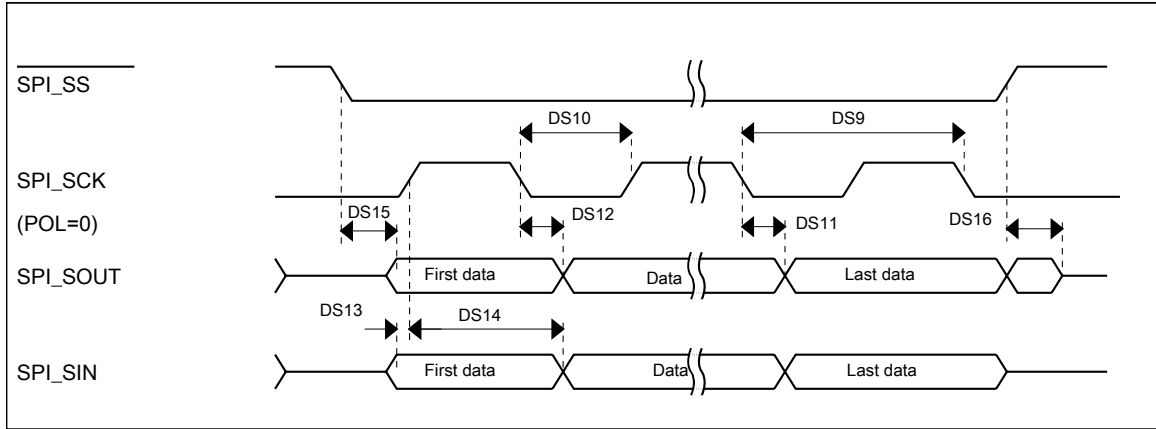 SPI_SS
DS10
DS9
SPI_SCK
(POL=0)
DS15
DS12
DS11
DS16
SPI_SOUT
First data
Data
Last data
DS13
DS14
SPI_SIN
First data
Data
Last data